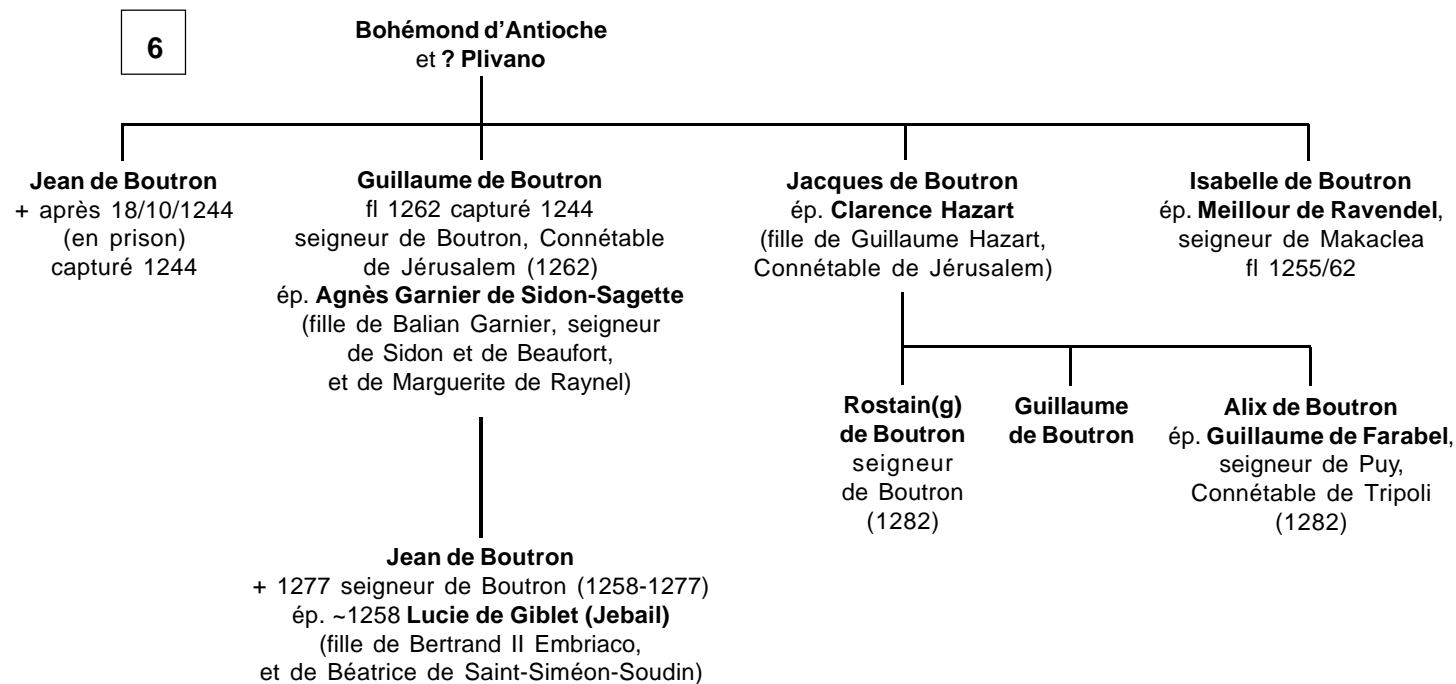 6
Bohémond d'Antioche
et ? Plivano
Jean de Boutron
+ après 18/10/1244
(en prison)
capturé 1244
Guillaume de Boutron
fl 1262 capturé 1244
seigneur de Boutron, Connétable
de Jérusalem (1262)
ép. Agnès Garnier de Sidon-Sagette
(fille de Balian Garnier, seigneur
de Sidon et de Beaufort,
et de Marguerite de Raynel)
Jacques de Boutron
ép. Clarence Hazart
(fille de Guillaume Hazart,
Connétable de Jérusalem)
Isabelle de Boutron
ép. Meillour de Ravendel,
seigneur de Makaclea
fl 1255/62
Rostain(g)
de Boutron
seigneur
de Boutron
(1282)
Guillaume
de Boutron
Alix de Boutron
ép. Guillaume de Farabel,
seigneur de Puy,
Connétable de Tripoli
(1282)
Jean de Boutron
+ 1277 seigneur de Boutron (1258-1277)
ép. ~1258 Lucie de Giblet (Jebail)
(fille de Bertrand II Embriaco,
et de Béatrice de Saint-Siméon-Soudin)